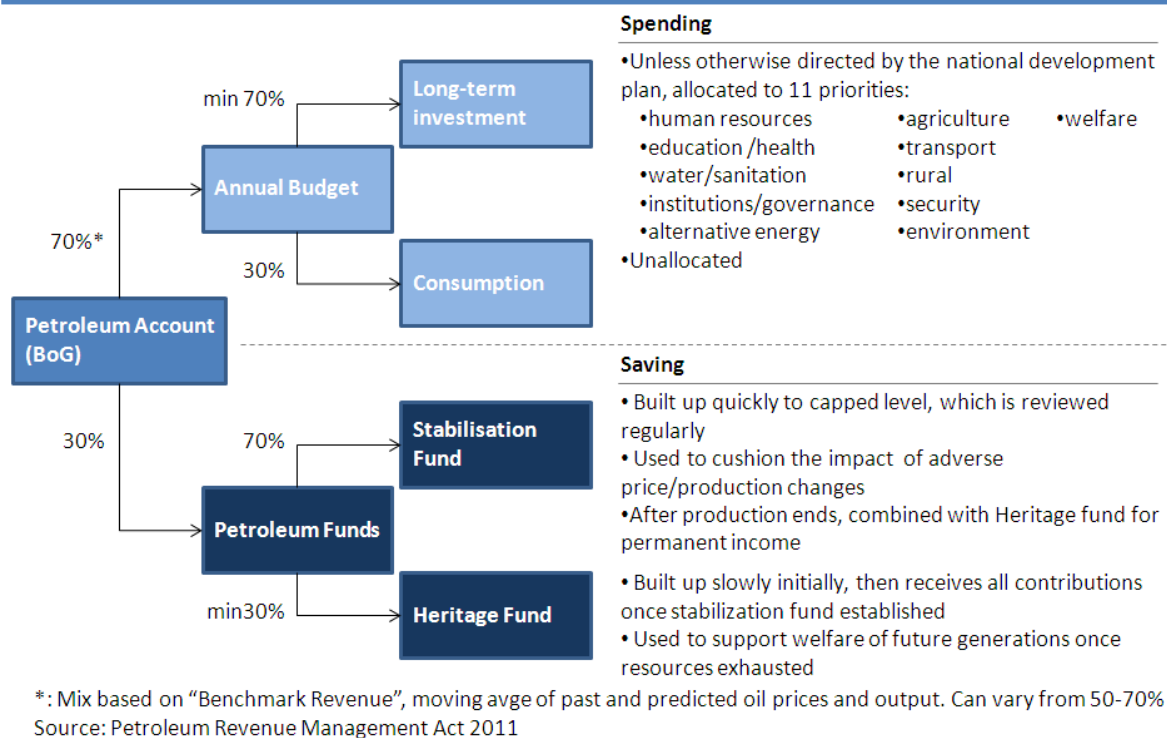 Spending
•Unless otherwise directed by the national development
plan, allocated to 11 priorities:
•human resources •agriculture •welfare
•education /health •transport
•water/sanitation •rural
•institutions/governance •security
•alternative energy •environment
•Unallocated
min 70%
Long-term
investment
Annual Budget
70%*
30%
Consumption
Petroleum Account
(BoG)
Saving
• Built up quickly to capped level, which is reviewed
regularly
• Used to cushion the impact of adverse
price/production changes
•After production ends, combined with Heritage fund for
permanent income
30%
70%
Stabilisation
Fund
Petroleum Funds
min30%
Heritage Fund
• Built up slowly initially, then receives all contributions
once stabilization fund established
• Used to support welfare of future generations once
resources exhausted
*: Mix based on “Benchmark Revenue”, moving avge of past and predicted oil prices and output. Can vary from 50-70%
Source: Petroleum Revenue Management Act 2011